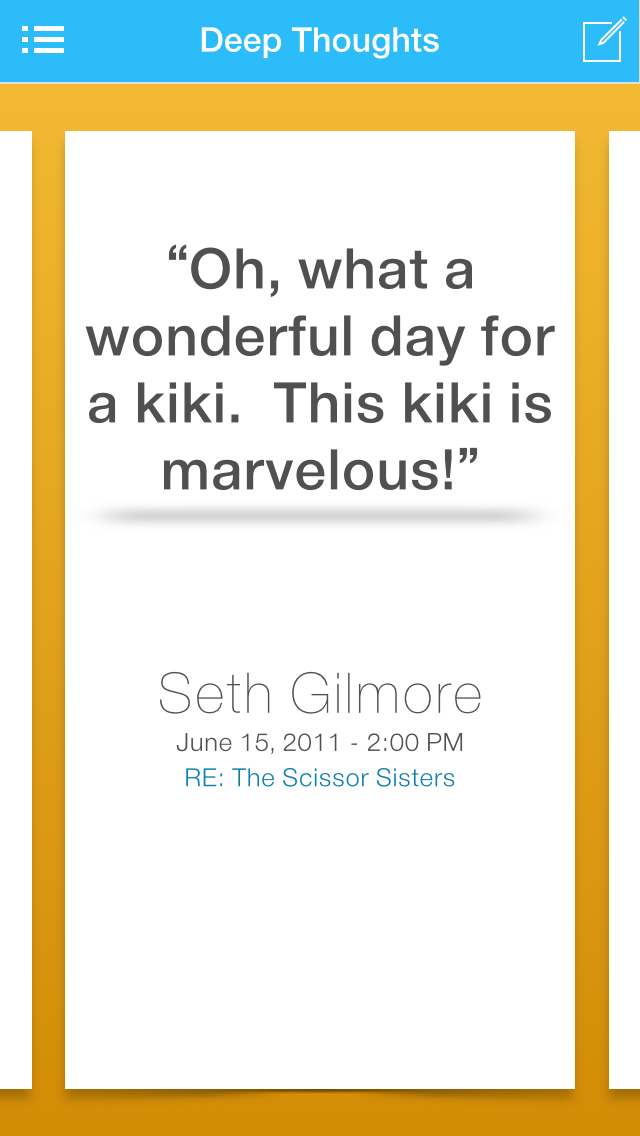 Deep Thoughts
“Oh, what a
wonderful day for
a kiki.  This kiki is
marvelous!”
Seth Gilmore
June 15, 2011 - 2:00 PM
RE: The Scissor Sisters